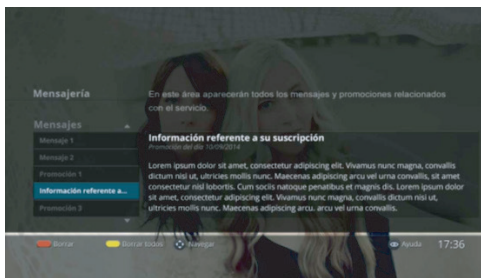 Mensajería
En este área aparecerán todos los mensajes y promociones relacionados
con el servicio.
Mensajes
Mensaje 1
Mensaje 2
Promoción 1
Información referente a...
Promoción 3
Información referente a su suscripción
Promoción del día 10/09/2014
Lorem ipsum dolor sit amet, consectetur adipiscing elit. Vivamus nunc magna, convallis
dictum nisi ut, ultricies mollis nunc. Maecenas adipiscing arcu. convallis, sit amet
consectetur nisl lobortis. Cum sociis natoque penatibus et magnis dis. Lorem ipsum dolor
sit amet, consectetur adipiscing elit. Vivamus nunc magna, convallis dictum nisi ut,
ultricies mollis nunc. Maecenas adipiscing arcu. arcu vel urna convallis.
Borrar
Borrar todos
Navegar
Ayuda
17:36